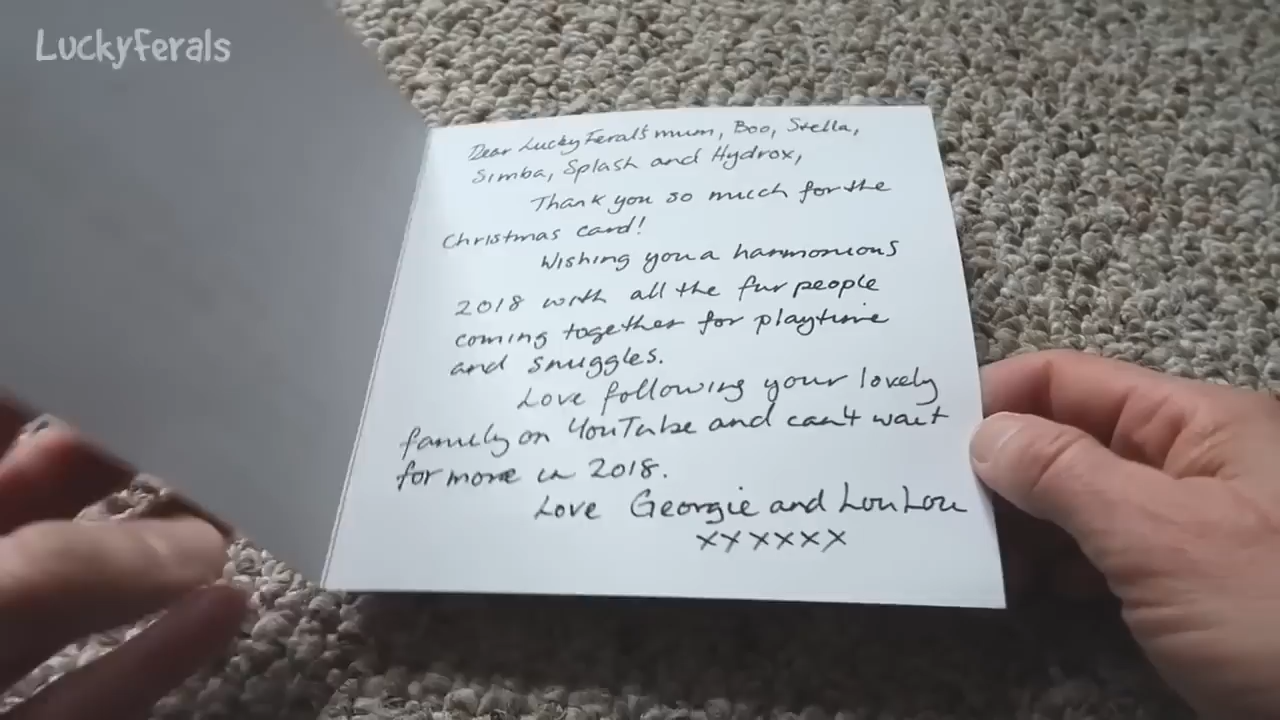 LuckyFerals
Dear Lucky Feral's mum, Boo, Stella,
Simba, Splash and Hydrox,
Thank you so much for the
Christmas card!
Wishing you a harmonious
2018 with all the fur people
coming together for playtime
and snuggles.
Love following your lovely
family on YouTube and can't wait
for more in 2018.
Love Georgie and LouLou
xxxxxx